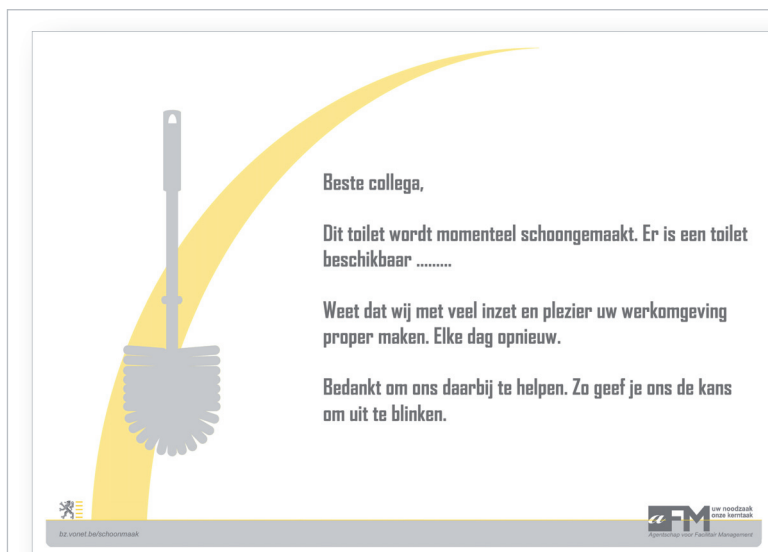 Beste collega,
Dit toilet wordt momenteel schoongemaakt. Er is een toilet
beschikbaar .........
Weet dat wij met veel inzet en plezier uw werkomgeving
proper maken. Elke dag opnieuw.
Bedankt om ons daarbij te helpen. Zo geef je ons de kans
om uit te blinken.
bz.vonet.be/schoonmaak
aFM
uw noodzaak
onze kerntaak
Agentschap voor Facilitair Management